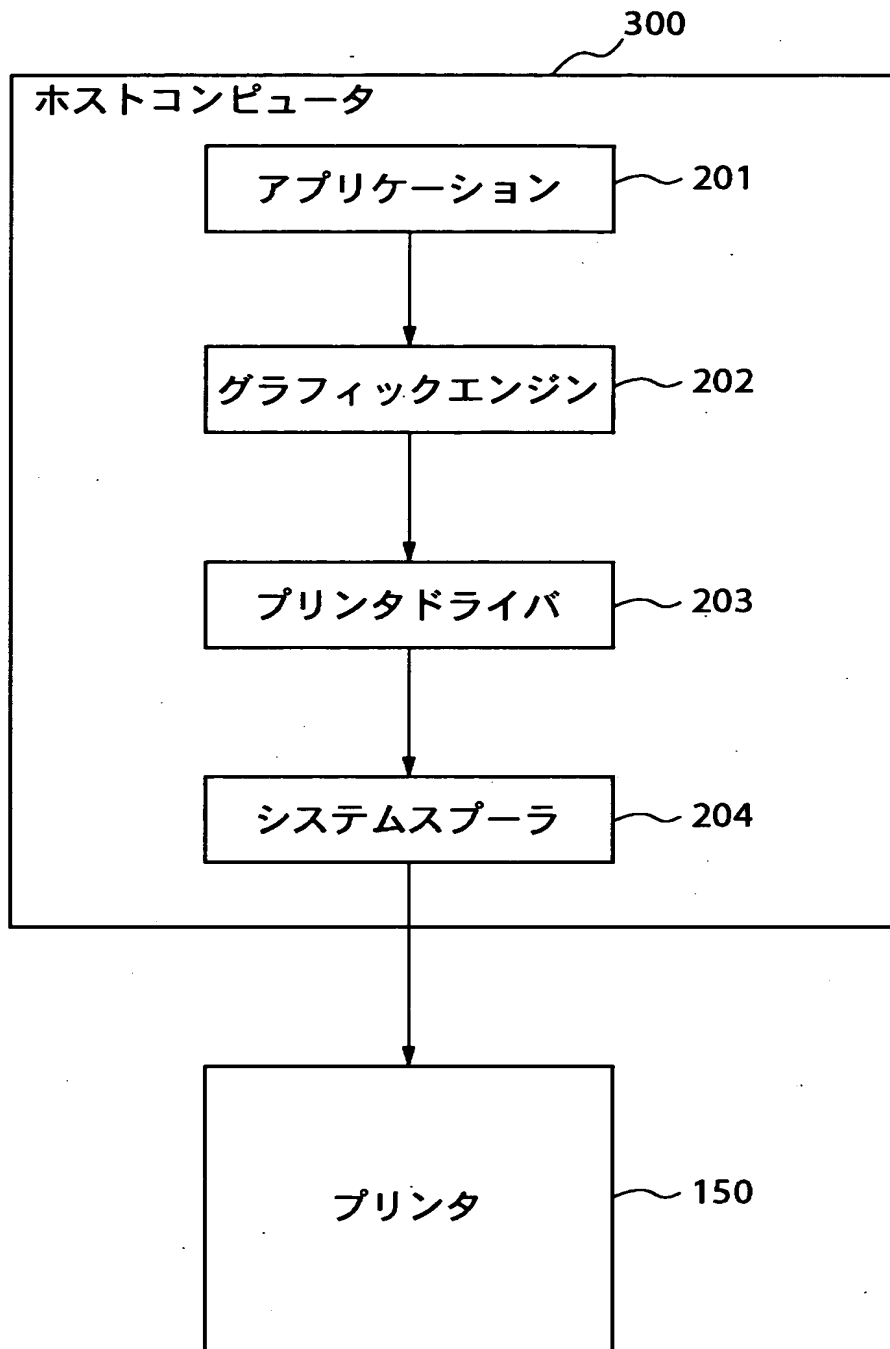 300
ホストコンピュータ
アプリケーション
201
グラフィックエンジン
202
プリンタドライバ
203
システムスプーラ
204
プリンタ
150